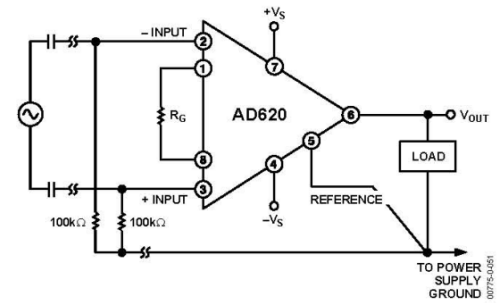 – INPUT
+VS
2
1
7
RG
AD620
6
VOUT
5
LOAD
8
4
3
+ INPUT
REFERENCE
100kΩ
100kΩ
–VS
TO POWER
SUPPLY
GROUND
00775-0-051